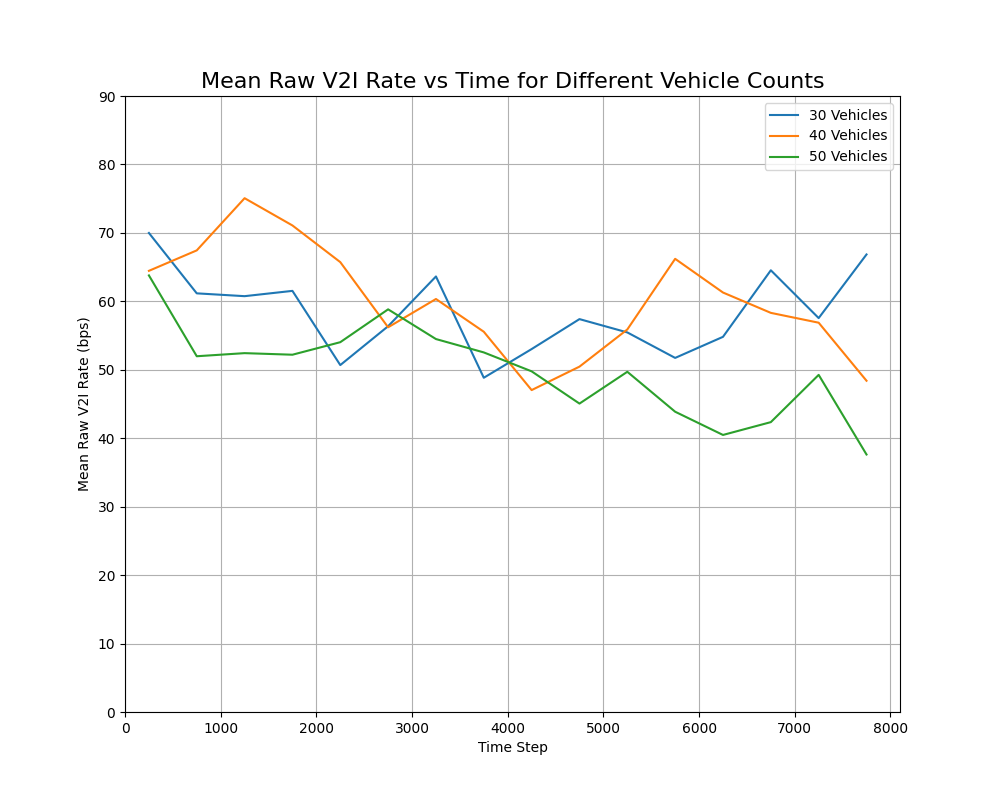 Mean Raw V2I Rate vs Time for Different Vehicle Counts
30 Vehicles
40 Vehicles
50 Vehicles
Mean Raw V2I Rate (bps)
90
80
70
60
50
40
30
20
10
0
0 1000 2000 3000 4000 5000 6000 7000 8000
Time Step